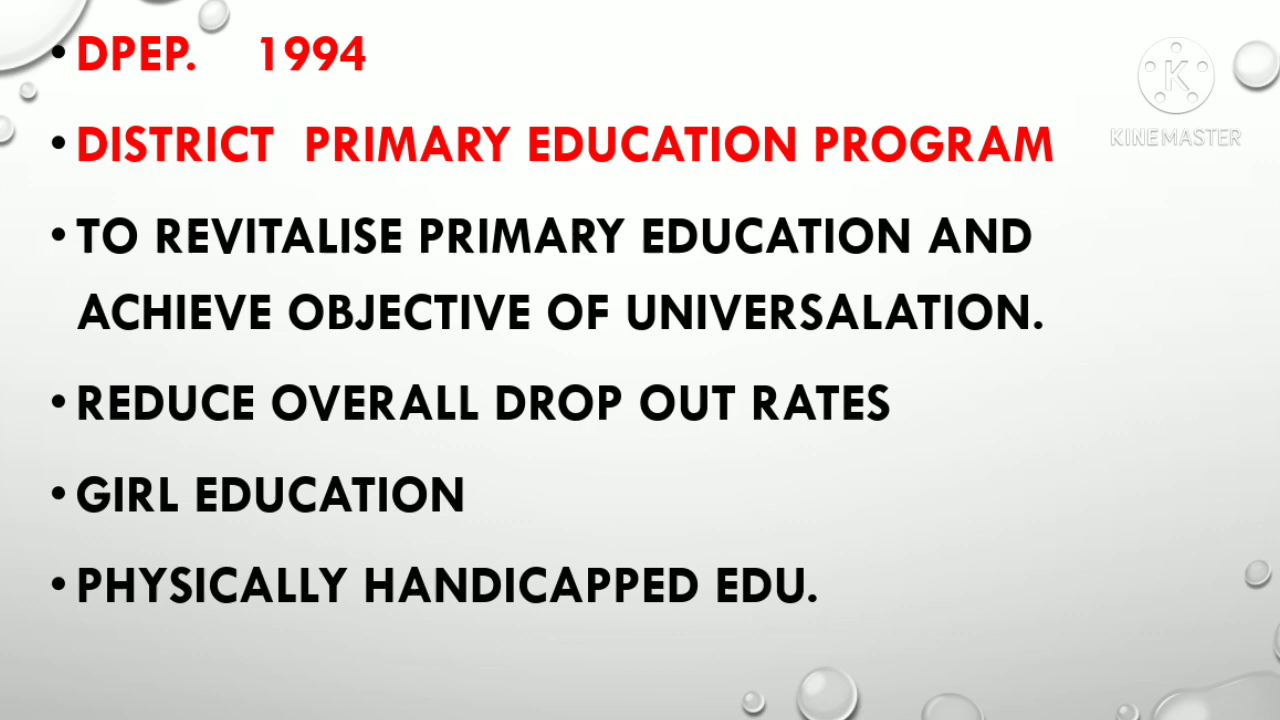 • DPEP. 1994
• DISTRICT PRIMARY EDUCATION PROGRAM
• TO REVITALISE PRIMARY EDUCATION AND
ACHIEVE OBJECTIVE OF UNIVERSALATION.
• REDUCE OVERALL DROP OUT RATES
• GIRL EDUCATION
• PHYSICALLY HANDICAPPED EDU.
K
KINEMASTER